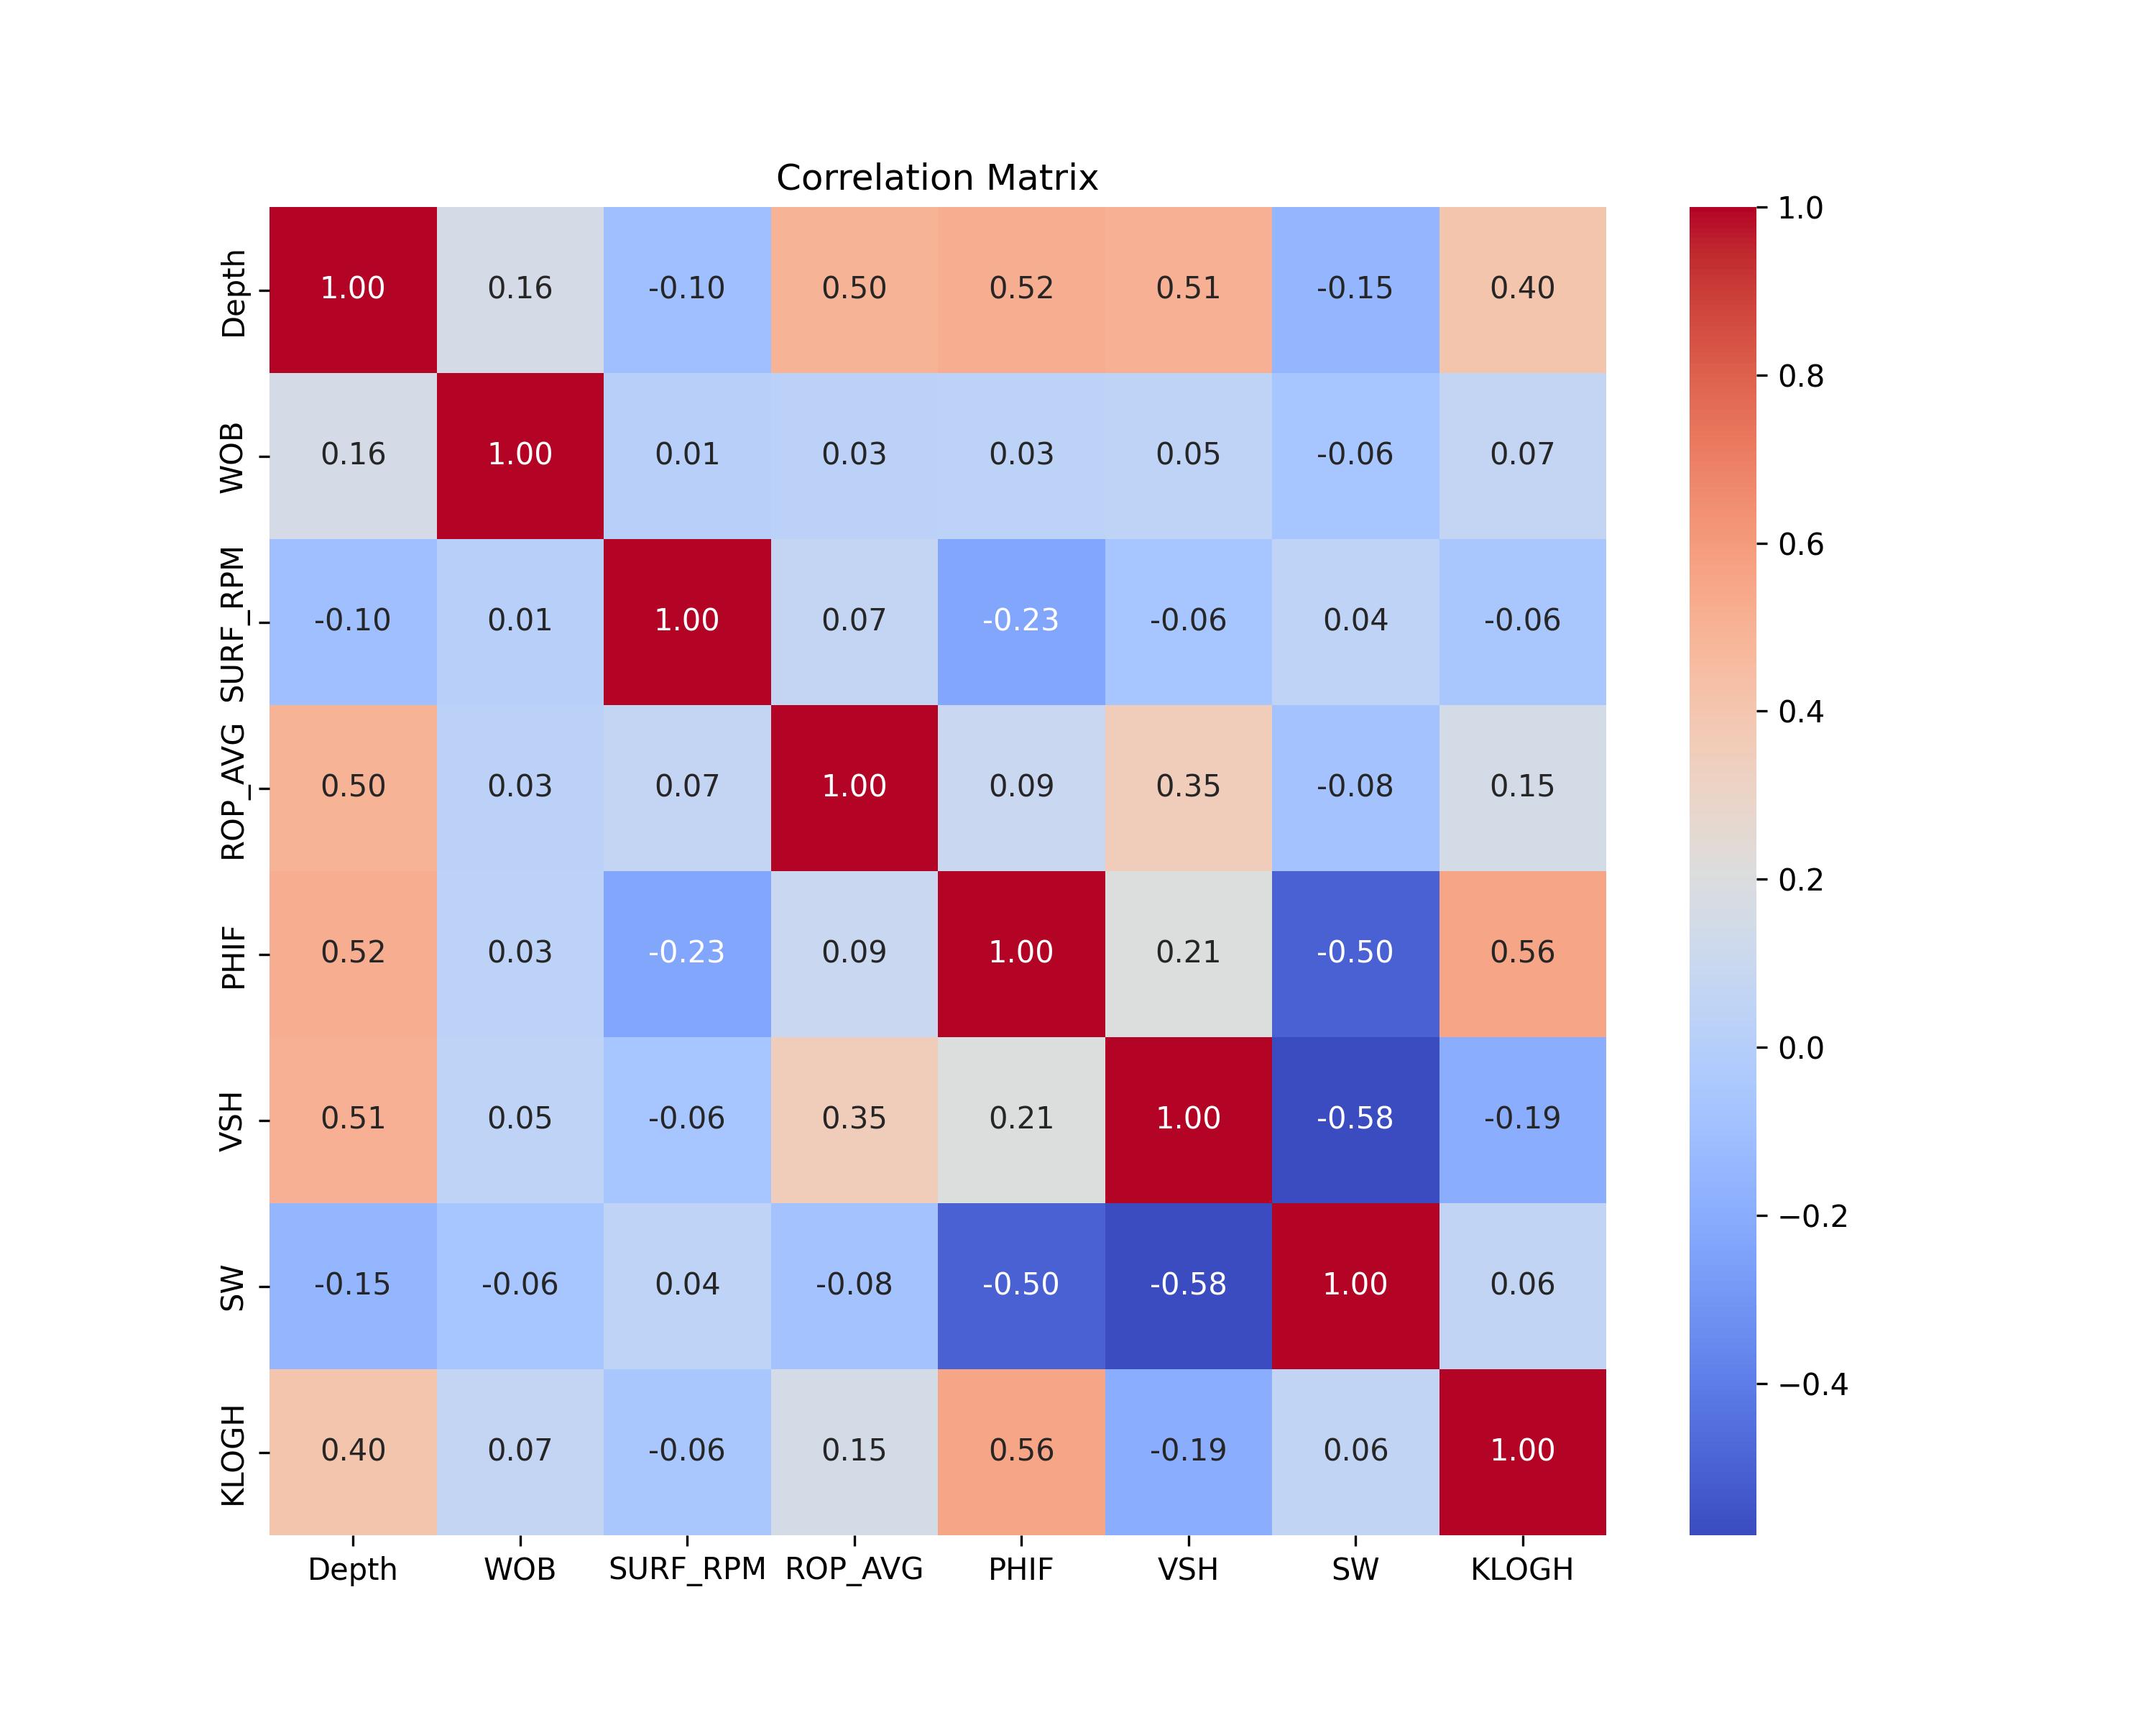 Correlation Matrix
Depth 1.00 0.16 -0.10 0.50 0.52 0.51 -0.15 0.40
WOB 0.16 1.00 0.01 0.03 0.03 0.05 -0.06 0.07
SURF_RPM -0.10 0.01 1.00 0.07 -0.23 -0.06 0.04 -0.06
ROP_AVG 0.50 0.03 0.07 1.00 0.09 0.35 -0.08 0.15
PHIF 0.52 0.03 -0.23 0.09 1.00 0.21 -0.50 0.56
VSH 0.51 0.05 -0.06 0.35 0.21 1.00 -0.58 -0.19
SW -0.15 -0.06 0.04 -0.08 -0.50 -0.58 1.00 0.06
KLOGH 0.40 0.07 -0.06 0.15 0.56 -0.19 0.06 1.00
Depth WOB SURF_RPM ROP_AVG PHIF VSH SW KLOGH
1.0
0.8
0.6
0.4
0.2
0.0
−0.2
−0.4